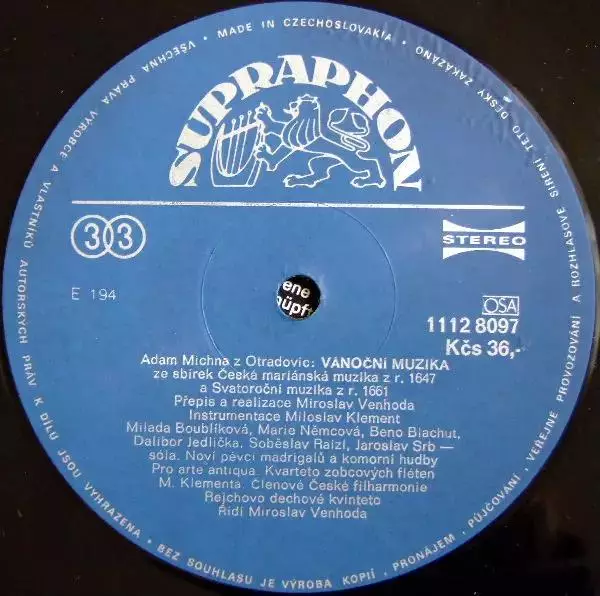 VŠECHNA PRÁVA VÝROBCE A VLASTNÍKŮ AUTORSKÝCH PRÁV K DÍLU JSOU VYHRAZENA • BEZ SOUHLASU JE VÝROBA KOPIÍ, PRONÁJEM, PŮJČOVÁNÍ, VEŘEJNÉ PROVOZOVÁNÍ A ROZHLASOVÉ ŠÍŘENÍ TÉTO DESKY ZAKÁZÁNO • MADE IN CZECHOSLOVAKIA •
SUPRAPHON
33
STEREO
E 194
OSA
1112 8097
Kčs 36,-
ene
nüpf
Adam Michna z Otradovic: VÁNOČNÍ MUZIKA
ze sbírek Česká mariánská muzika z r. 1647
a Svatoroční muzika z r. 1661
Přepis a realizace Miroslav Venhoda
Instrumentace Miloslav Klement
Milada Boublíková, Marie Němcová, Beno Blachut,
Dalibor Jedlička, Soběslav Raizl, Jaroslav Srb —
sóla. Noví pěvci madrigalů a komorní hudby
Pro arte antiqua. Kvarteto zobcových fléten
M. Klementa. Členové České filharmonie
Rejchovo dechové kvinteto
Řídí Miroslav Venhoda